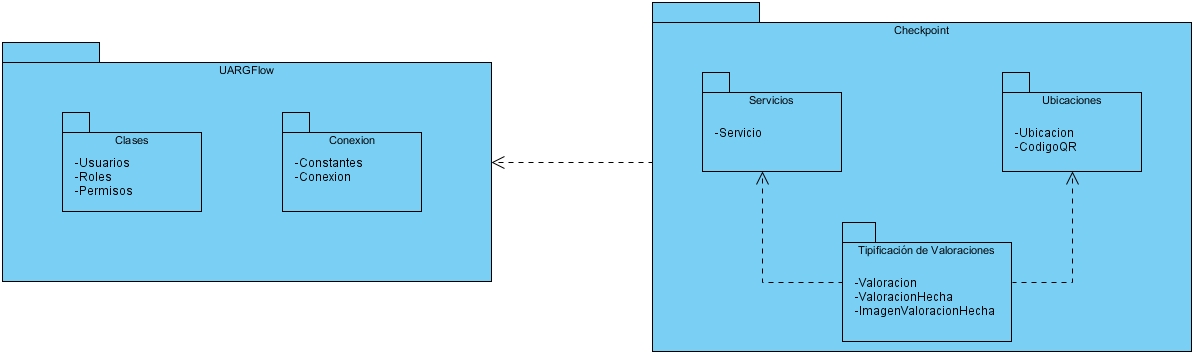 UARGFlow
Clases
-Usuarios
-Roles
-Permisos
Conexion
-Constantes
-Conexion
Checkpoint
Servicios
-Servicio
Ubicaciones
-Ubicacion
-CodigoQR
Tipificación de Valoraciones
-Valoracion
-ValoracionHecha
-ImagenValoracionHecha